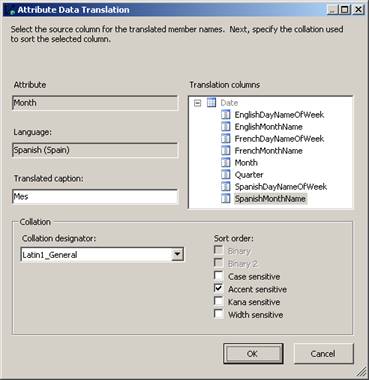 Attribute Data Translation
Select the source column for the translated member names. Next, specify the collation used
to sort the selected column.
Attribute
Month
Language:
Spanish (Spain)
Translated caption:
Mes
Translation columns
Date
EnglishDayNameOfWeek
EnglishMonthName
FrenchDayNameOfWeek
FrenchMonthName
Month
Quarter
SpanishDayNameOfWeek
SpanishMonthName
Collation
Collation designator:
Latin1_General
Sort order:
Binary
Binary 2
Case sensitive
Accent sensitive
Kana sensitive
Width sensitive
OK
Cancel